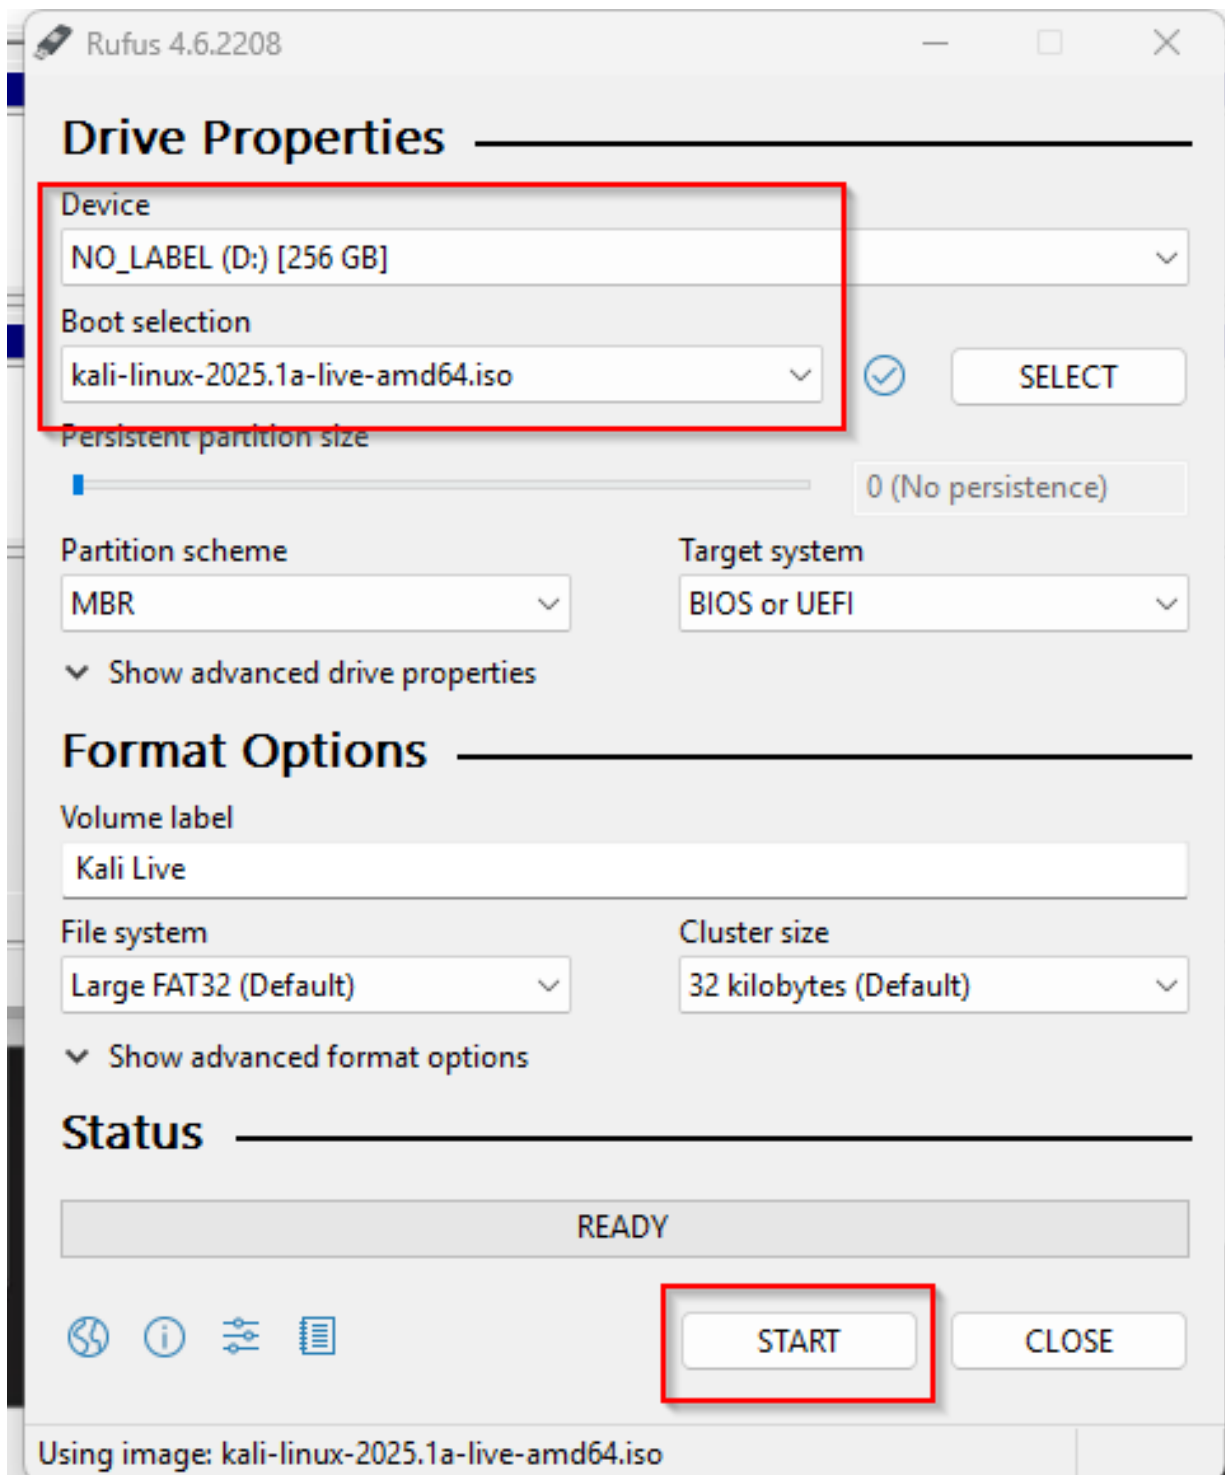 Rufus 4.6.2208
Drive Properties
Device
NO_LABEL (D:) [256 GB]
Boot selection
kali-linux-2025.1a-live-amd64.iso
SELECT
Persistent partition size
0 (No persistence)
Partition scheme
Target system
MBR
BIOS or UEFI
Show advanced drive properties
Format Options
Volume label
Kali Live
File system
Cluster size
Large FAT32 (Default)
32 kilobytes (Default)
Show advanced format options
Status
READY
START
CLOSE
Using image: kali-linux-2025.1a-live-amd64.iso